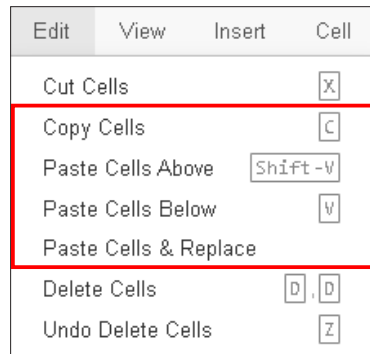 Edit View Insert Cell
Cut Cells X
Copy Cells C
Paste Cells Above Shift-V
Paste Cells Below V
Paste Cells & Replace
Delete Cells D,D
Undo Delete Cells Z